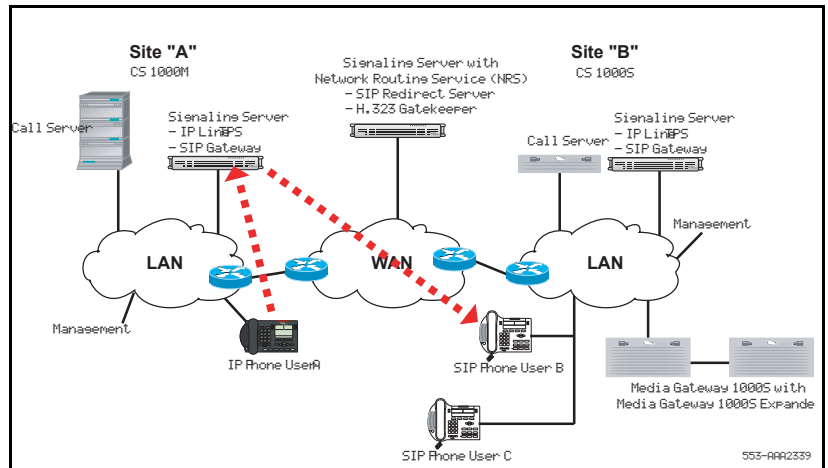 Site "A"
CS 1000M
Call Server
Signaling Server
– IP Line TPS
– SIP Gateway
Signaling Server with
Network Routing Service (NRS)
– SIP Redirect Server
– H.323 Gatekeeper
Site "B"
CS 1000S
Call Server
Signaling Server
– IP Line TPS
– SIP Gateway
Management
LAN
WAN
LAN
Management
IP Phone UserA
SIP Phone User B
Media Gateway 1000S with
Media Gateway 1000S Expande
SIP Phone User C
553-AAA2339